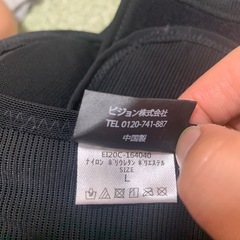 ピジョン株式会社
TEL 0120-741-887
中国製
EI20C-164040
ナイロン ポリウレタン ポリエステル
SIZE
L